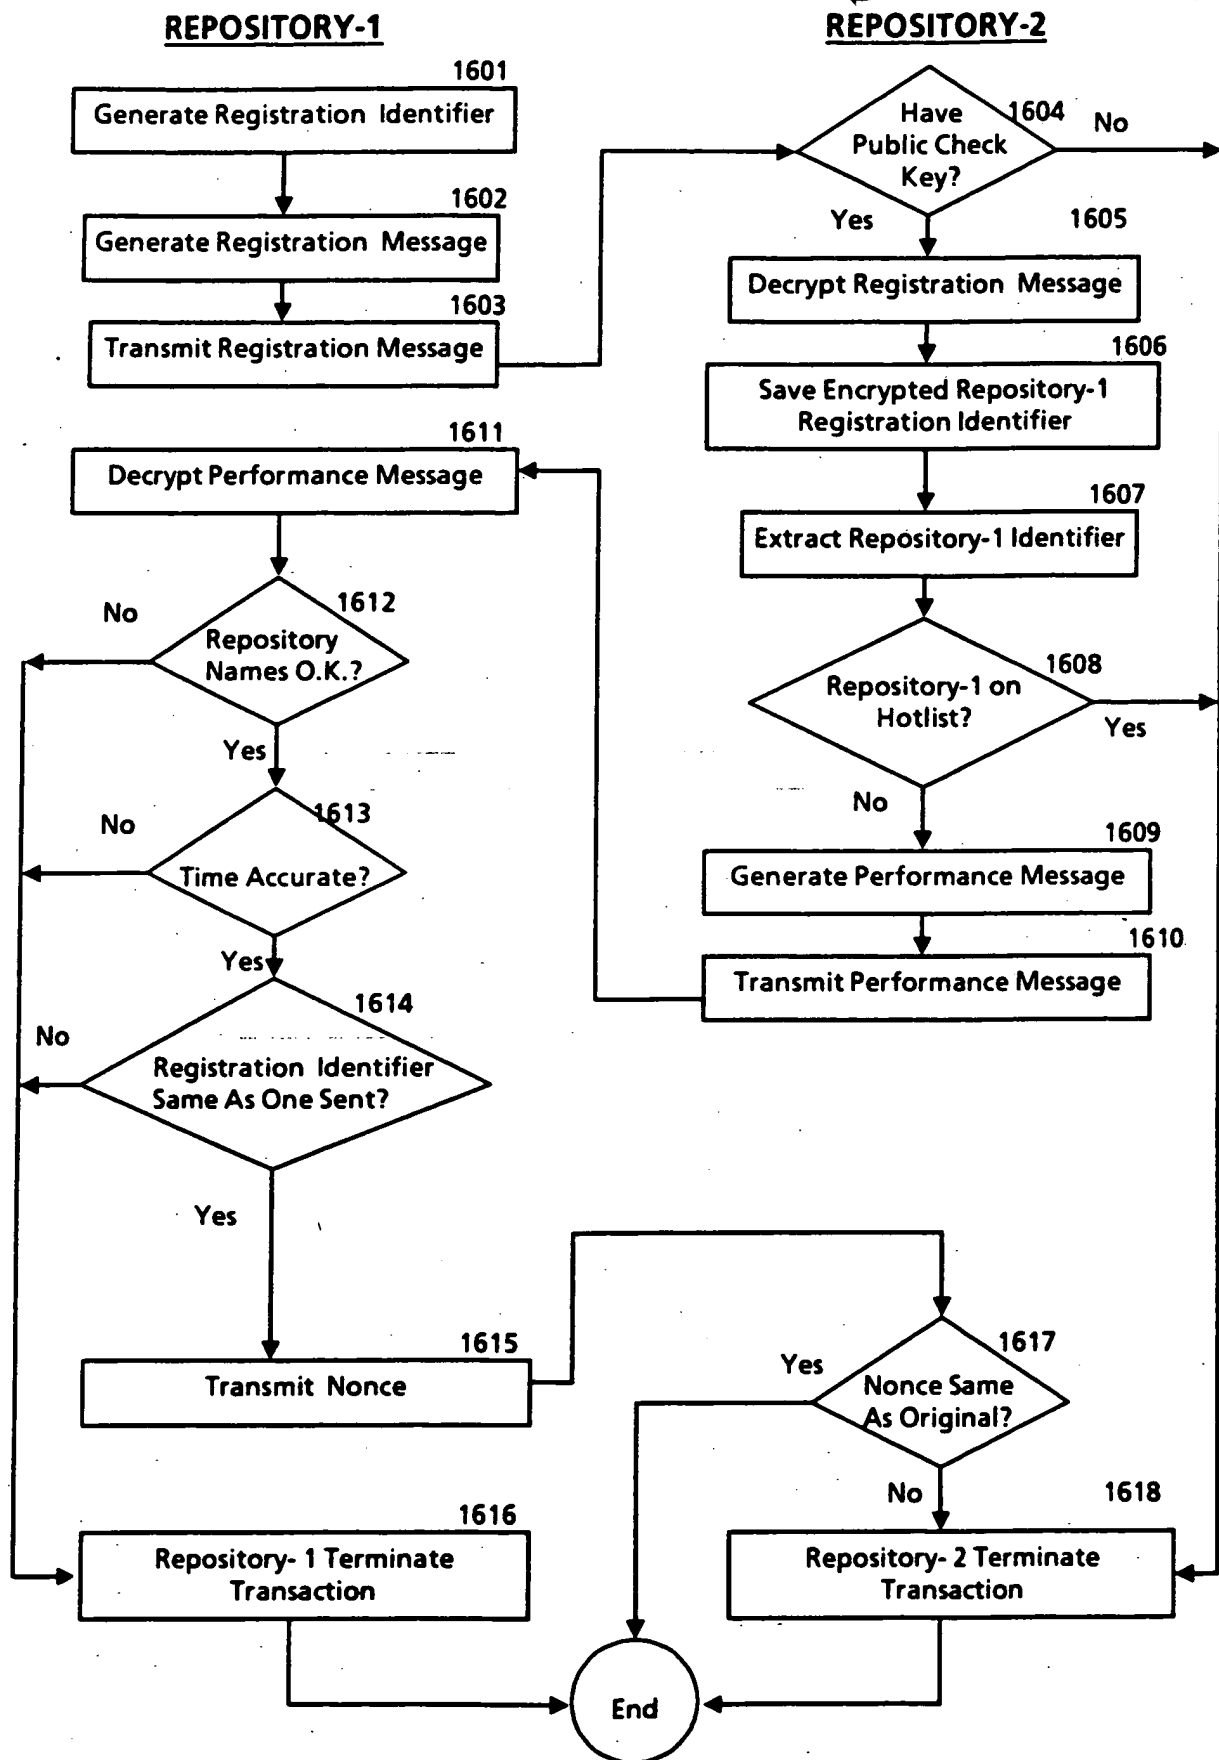 REPOSITORY-1
1601
Generate Registration Identifier
1602
Generate Registration Message
1603
Transmit Registration Message
1611
Decrypt Performance Message
1612
No
Repository
Names O.K.?
Yes
1613
No
Time Accurate?
Yes
1614
No
Registration Identifier
Same As One Sent?
Yes
1615
Transmit Nonce
1616
Repository- 1 Terminate
Transaction
REPOSITORY-2
1604
No
Have
Public Check
Key?
Yes
1605
Decrypt Registration Message
1606
Save Encrypted Repository-1
Registration Identifier
1607
Extract Repository-1 Identifier
1608
Repository-1 on
Hotlist?
Yes
No
1609
Generate Performance Message
1610
Transmit Performance Message
1617
Yes
Nonce Same
As Original?
No
1618
Repository- 2 Terminate
Transaction
End